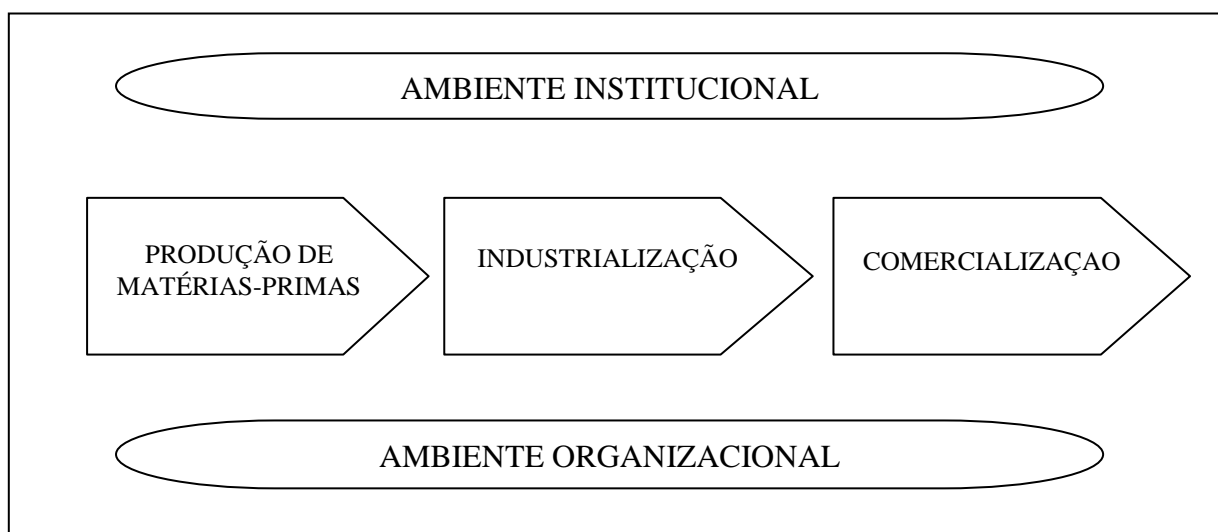 AMBIENTE INSTITUCIONAL
PRODUÇÃO DE
MATÉRIAS-PRIMAS
INDUSTRIALIZAÇÃO
COMERCIALIZAÇAO
AMBIENTE ORGANIZACIONAL